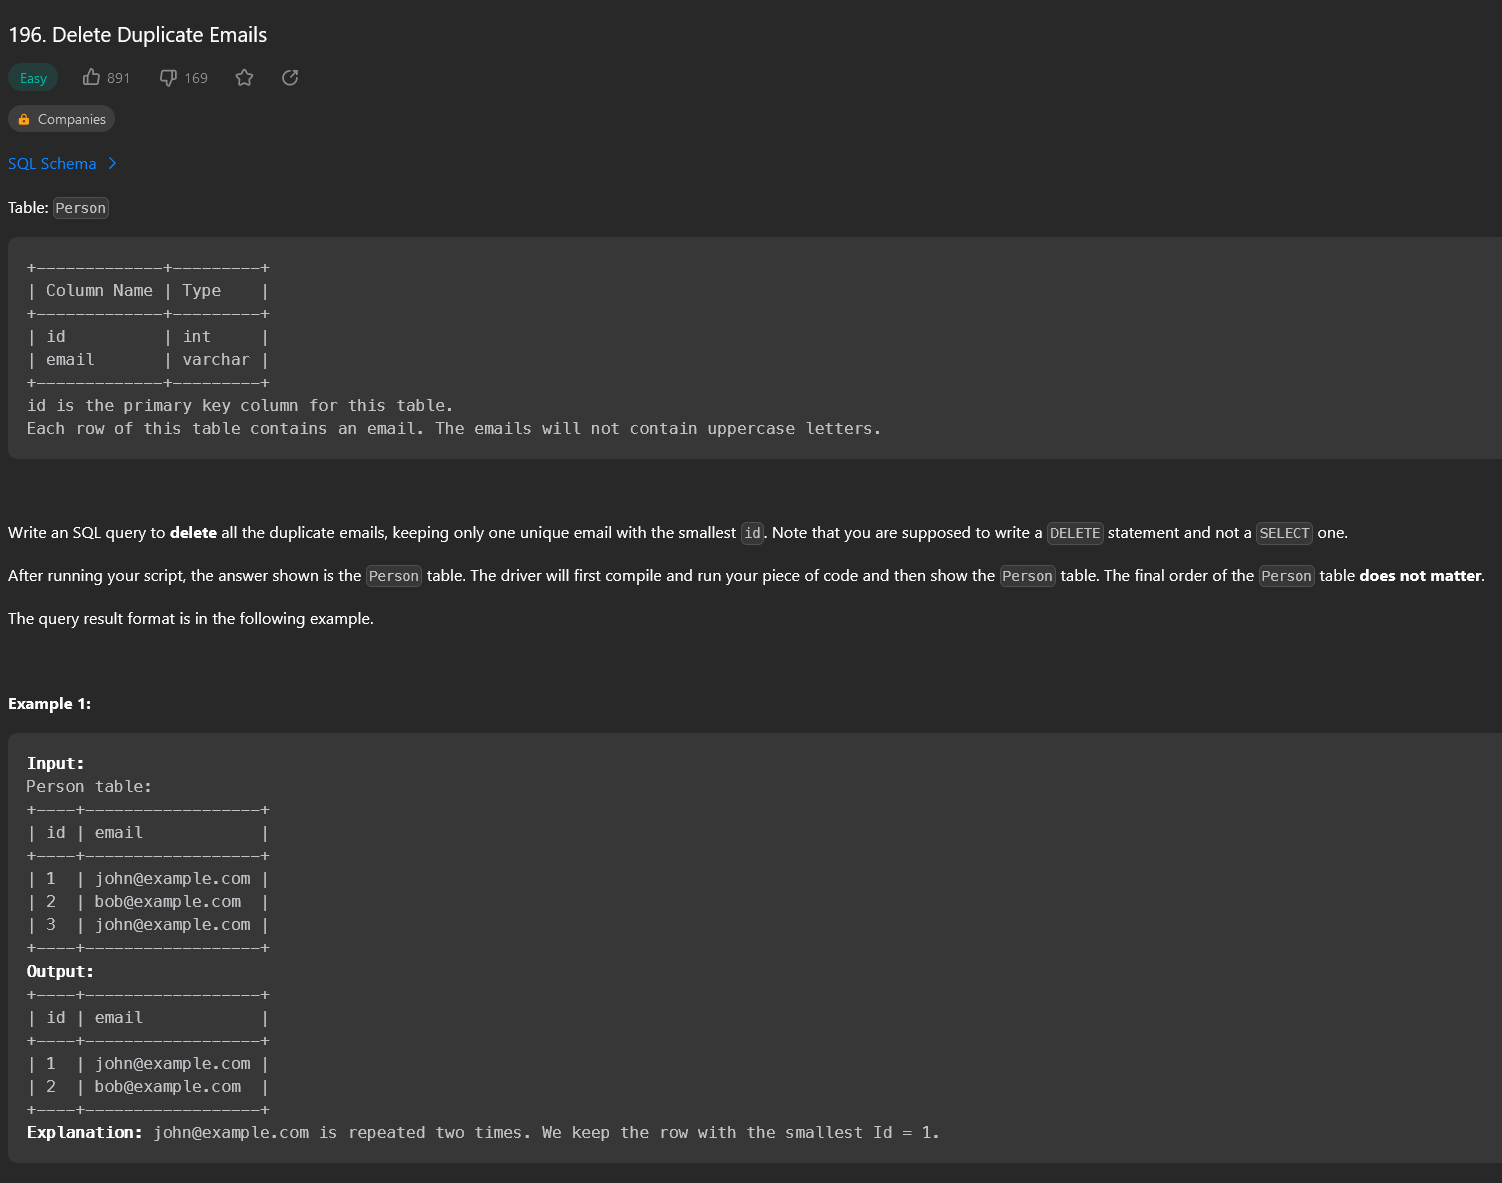 196. Delete Duplicate Emails
Easy 891 169
Companies
SQL Schema >
Table: Person
+-------------+---------+
| Column Name | Type    |
+-------------+---------+
| id          | int     |
| email       | varchar |
+-------------+---------+
id is the primary key column for this table.
Each row of this table contains an email. The emails will not contain uppercase letters.
Write an SQL query to delete all the duplicate emails, keeping only one unique email with the smallest id. Note that you are supposed to write a DELETE statement and not a SELECT one.
After running your script, the answer shown is the Person table. The driver will first compile and run your piece of code and then show the Person table. The final order of the Person table does not matter.
The query result format is in the following example.
Example 1:
Input:
Person table:
+----+------------------+
| id | email            |
+----+------------------+
| 1  | john@example.com |
| 2  | bob@example.com  |
| 3  | john@example.com |
+----+------------------+
Output:
+----+------------------+
| id | email            |
+----+------------------+
| 1  | john@example.com |
| 2  | bob@example.com  |
+----+------------------+
Explanation: john@example.com is repeated two times. We keep the row with the smallest Id = 1.